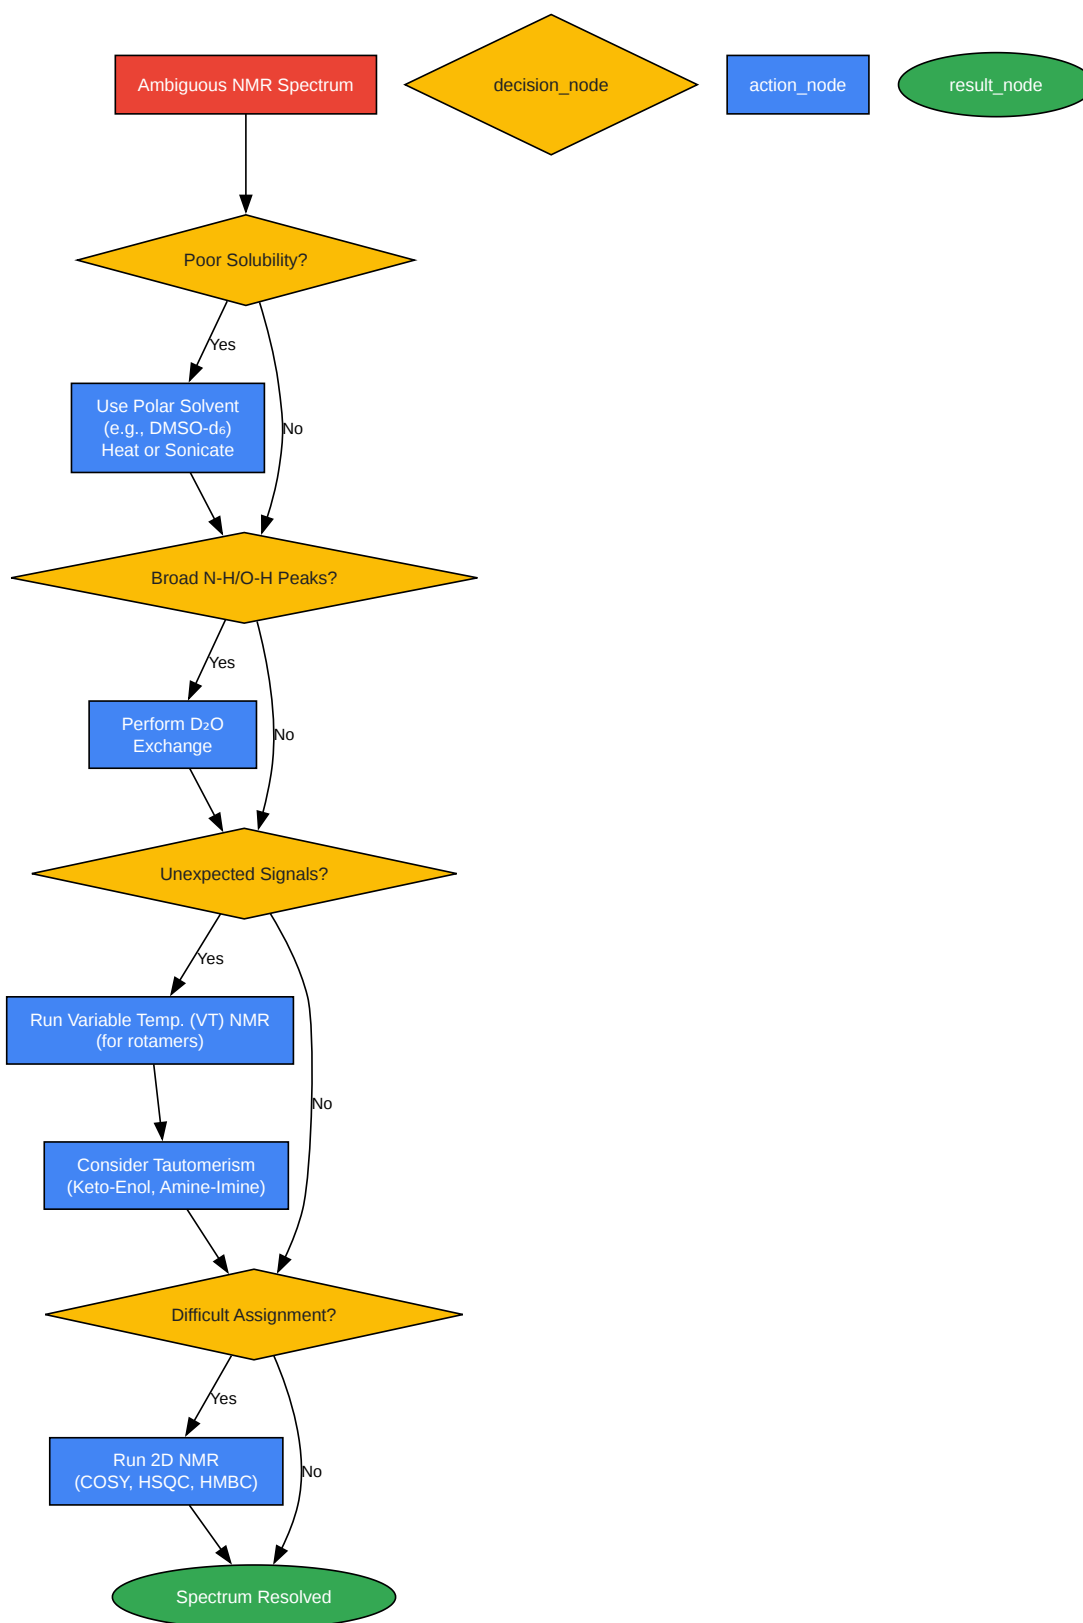 Ambiguous NMR Spectrum
decision_node
action_node
result_node
Poor Solubility?
Yes
Use Polar Solvent
(e.g., DMSO-d₆)
Heat or Sonicate
No
Broad N-H/O-H Peaks?
Yes
Perform D₂O
Exchange
No
Unexpected Signals?
Yes
Run Variable Temp. (VT) NMR
(for rotamers)
No
Consider Tautomerism
(Keto-Enol, Amine-Imine)
Difficult Assignment?
Yes
Run 2D NMR
(COSY, HSQC, HMBC)
No
Spectrum Resolved